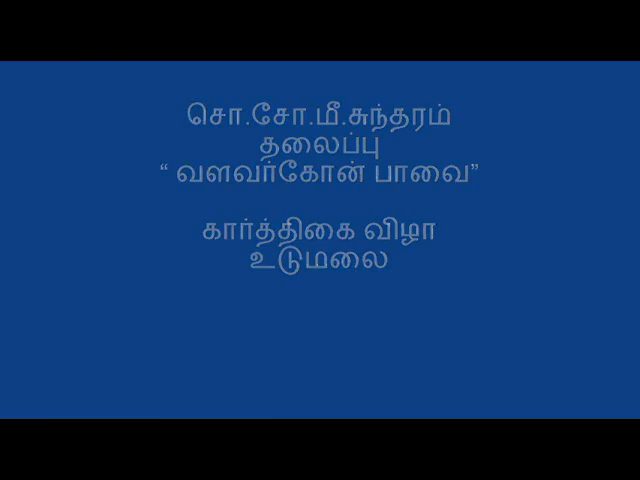 சொ.சோ.மீ.சுந்தரம்
தலைப்பு
“ வளவர்கோன் பாவை”
கார்த்திகை விழா
உடுமலை